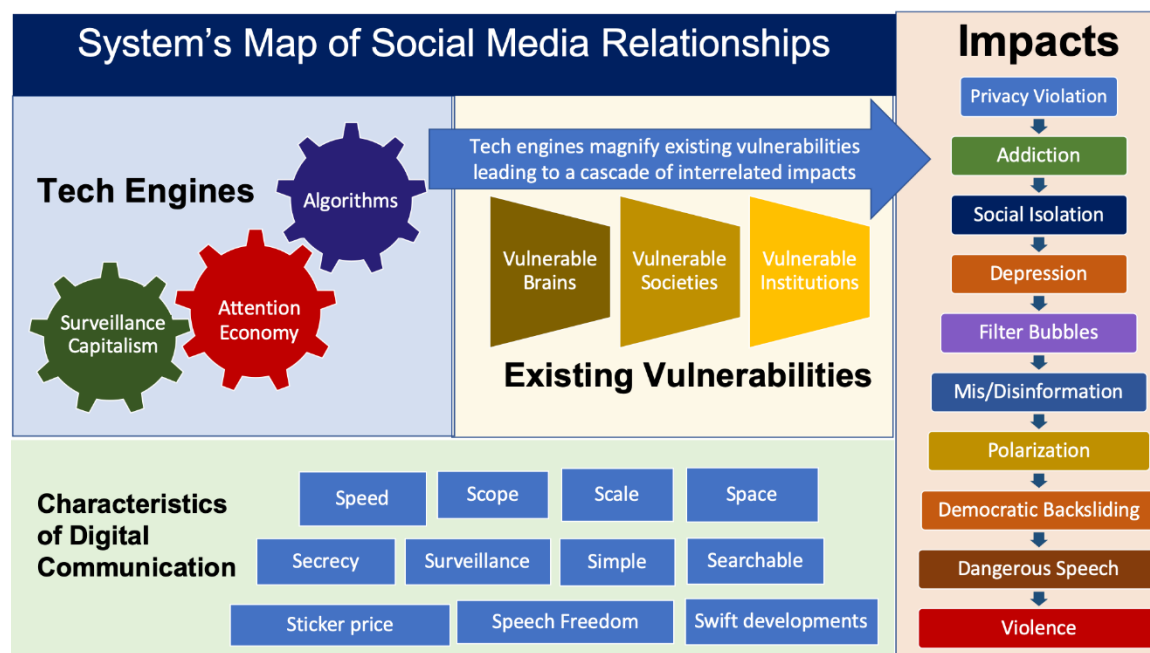 System's Map of Social Media Relationships
Tech Engines
Algorithms
Attention
Economy
Surveillance
Capitalism
Tech engines magnify existing vulnerabilities
leading to a cascade of interrelated impacts
Vulnerable
Brains
Vulnerable
Societies
Vulnerable
Institutions
Existing Vulnerabilities
Characteristics
of Digital
Communication
Speed
Scope
Scale
Space
Secrecy
Surveillance
Simple
Searchable
Sticker price
Speech Freedom
Swift developments
Impacts
Privacy Violation
Addiction
Social Isolation
Depression
Filter Bubbles
Mis/Disinformation
Polarization
Democratic Backsliding
Dangerous Speech
Violence